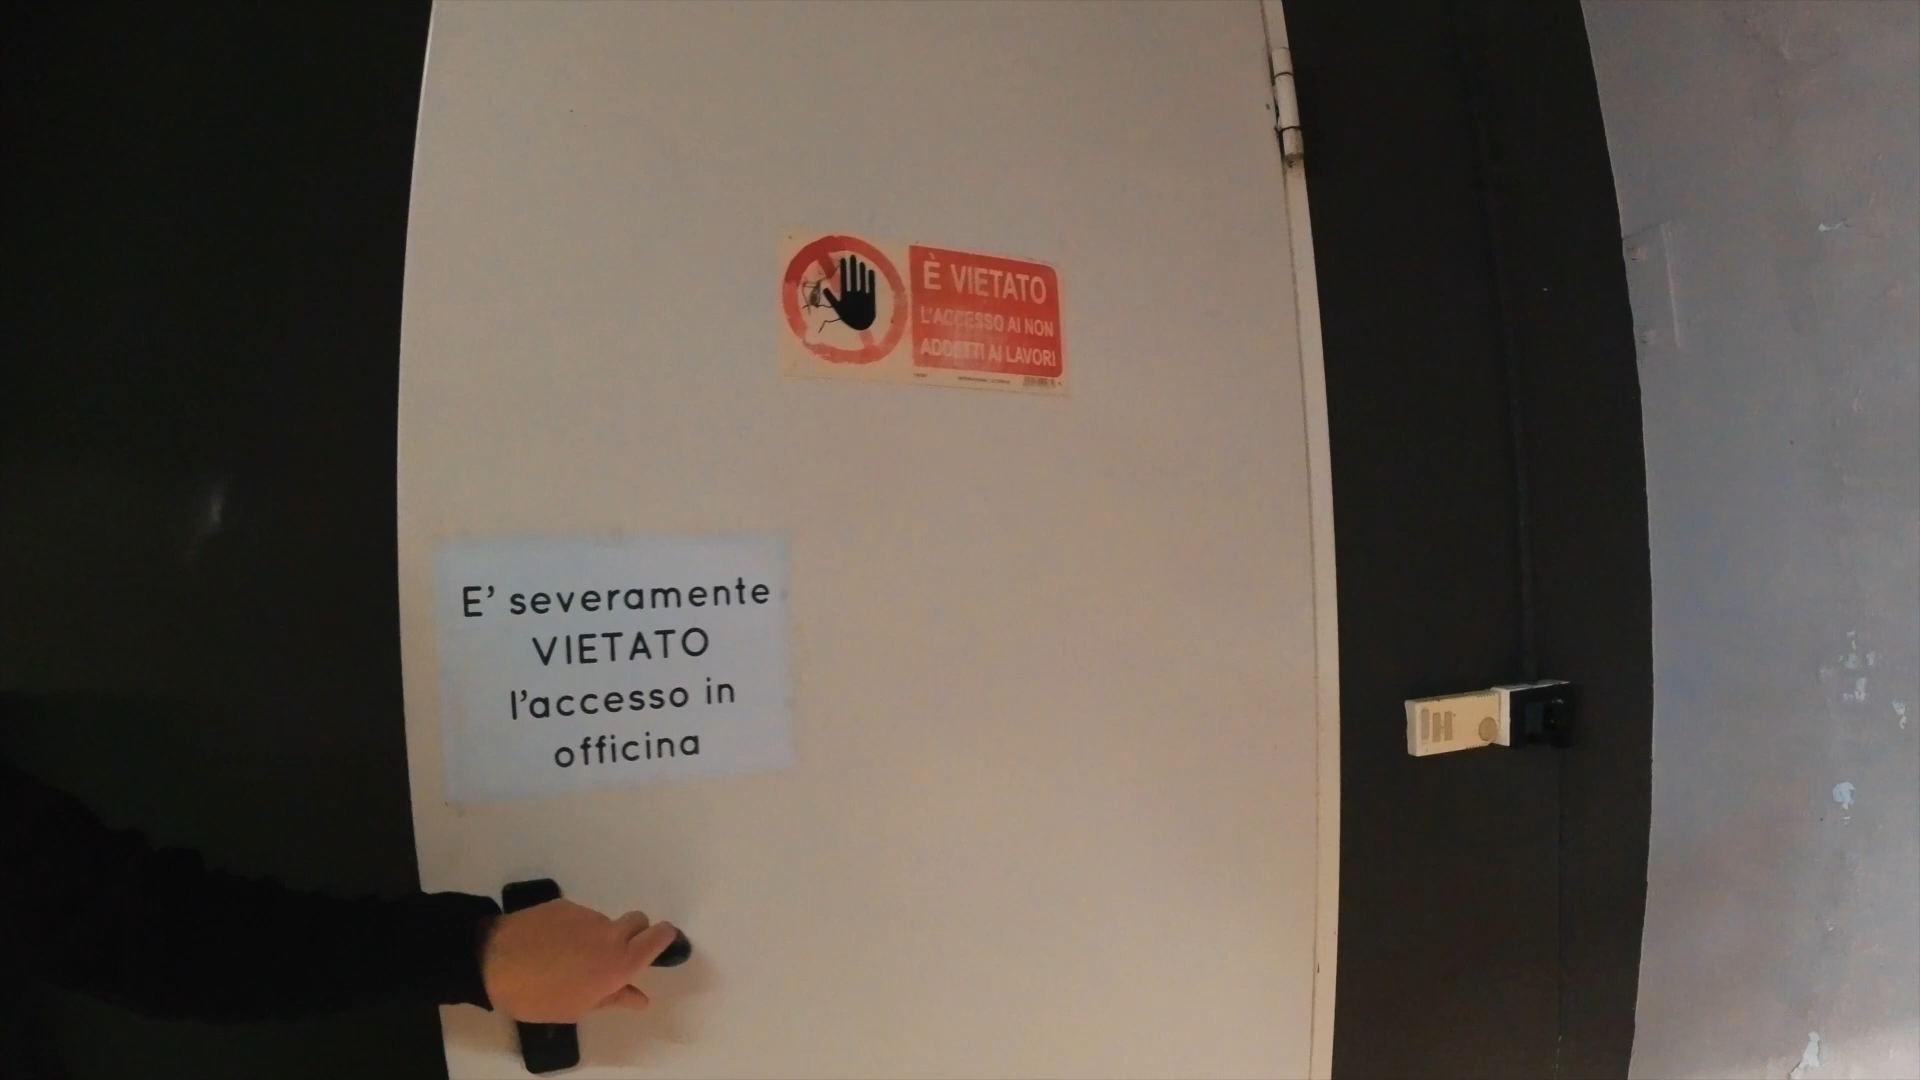 È VIETATO
L'ACCESSO AI NON
ADDETTI AI LAVORI
E' severamente
VIETATO
l'accesso in
officina